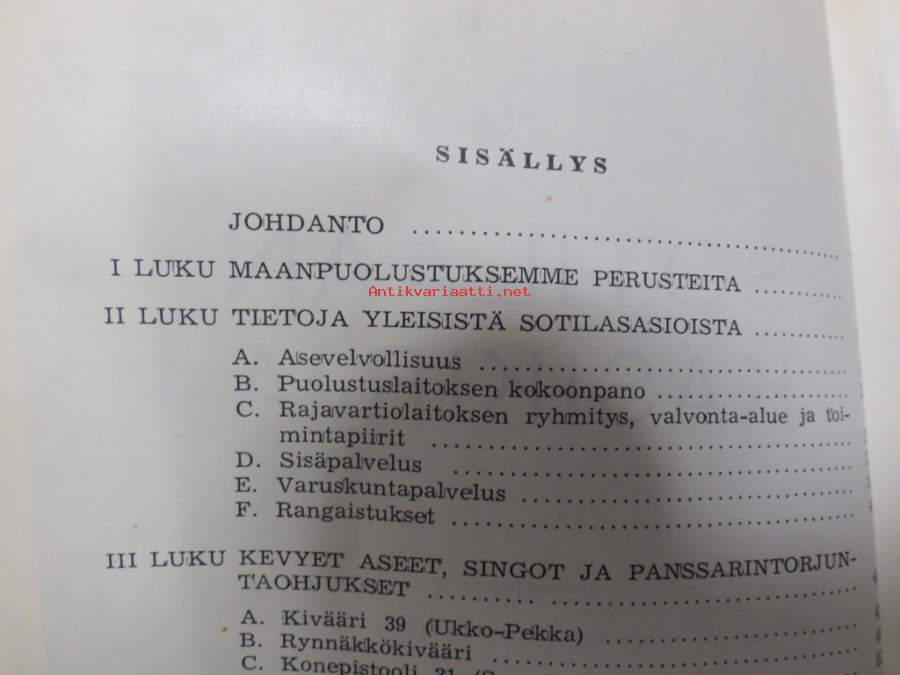 SISÄLLYS
JOHDANTO ................................................
I LUKU MAANPUOLUSTUKSEMME PERUSTEITA ............
Antikvariaatti.net
II LUKU TIETOJA YLEISISTÄ SOTILASASIOISTA ............
A. Asevelvollisuus ................................................
B. Puolustuslaitoksen kokoonpano ........................
C. Rajavartiolaitoksen ryhmitys, valvonta-alue ja toi-
mintapiirit ................................................
D. Sisäpalvelus ................................................
E. Varuskuntapalvelus ................................................
F. Rangaistukset ................................................
III LUKU KEVYET ASEET, SINGOT JA PANSSARINTORJUN-
TAOHJUKSET ................................................
A. Kivääri 39 (Ukko-Pekka) ................................
B. Rynnäkkökivääri ................................................
C. Konepistooli 31